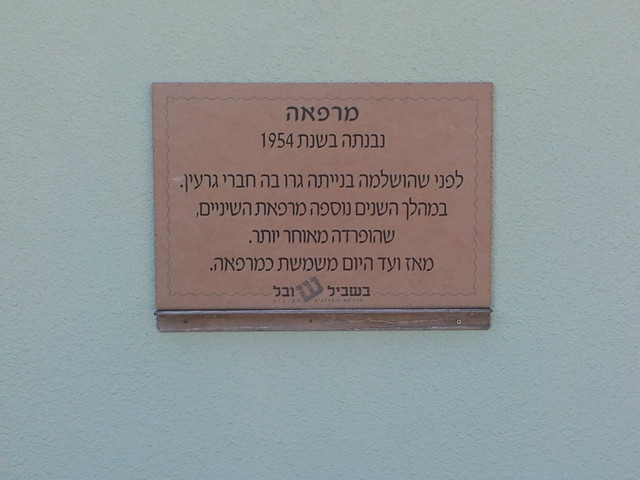 מרפאה
נבנתה בשנת 1954
לפני שהושלמה בנייתה גרו בה חברי גרעין.
במהלך השנים נוספה מרפאת השיניים,
שהופרדה מאוחר יותר.
מאז ועד היום משמשת כמרפאה.
בשביל ש ובל